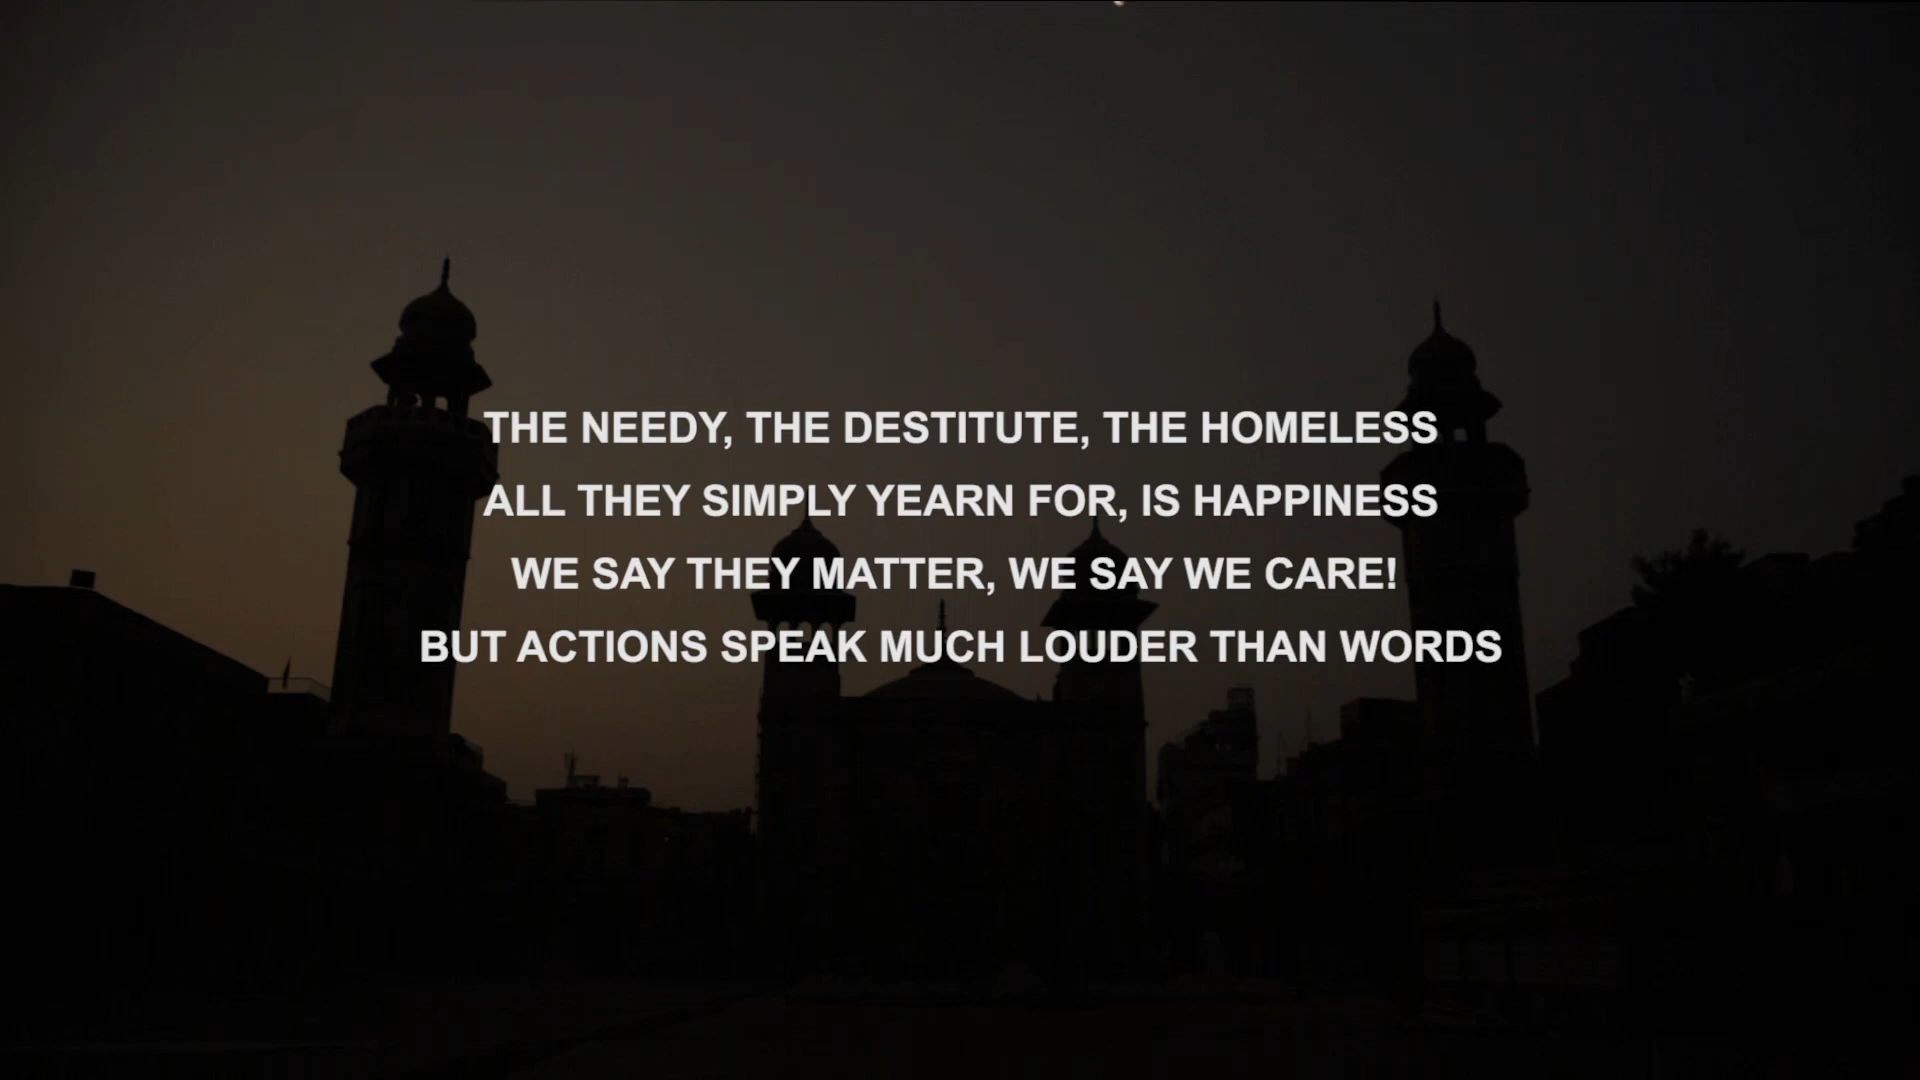 THE NEEDY, THE DESTITUTE, THE HOMELESS
ALL THEY SIMPLY YEARN FOR, IS HAPPINESS
WE SAY THEY MATTER, WE SAY WE CARE!
BUT ACTIONS SPEAK MUCH LOUDER THAN WORDS